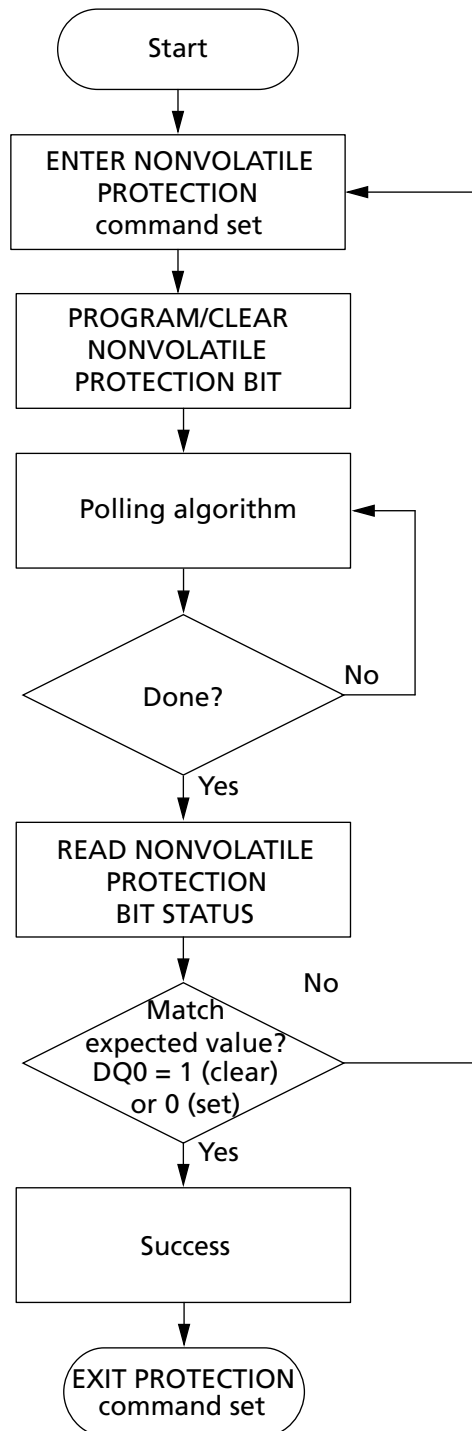 Start
ENTER NONVOLATILE
PROTECTION
command set
PROGRAM/CLEAR
NONVOLATILE
PROTECTION BIT
Polling algorithm
Done?
No
Yes
READ NONVOLATILE
PROTECTION
BIT STATUS
No
Match
expected value?
DQ0 = 1 (clear)
or 0 (set)
Yes
Success
EXIT PROTECTION
command set